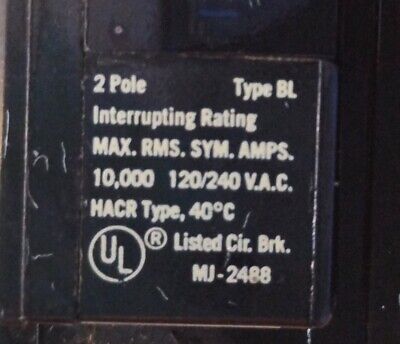 2 Pole Type BL
Interrupting Rating
MAX. RMS. SYM. AMPS.
10,000 120/240 V.A.C.
HACR Type, 40°C
UL ® Listed Cir. Brk.
MJ-2488